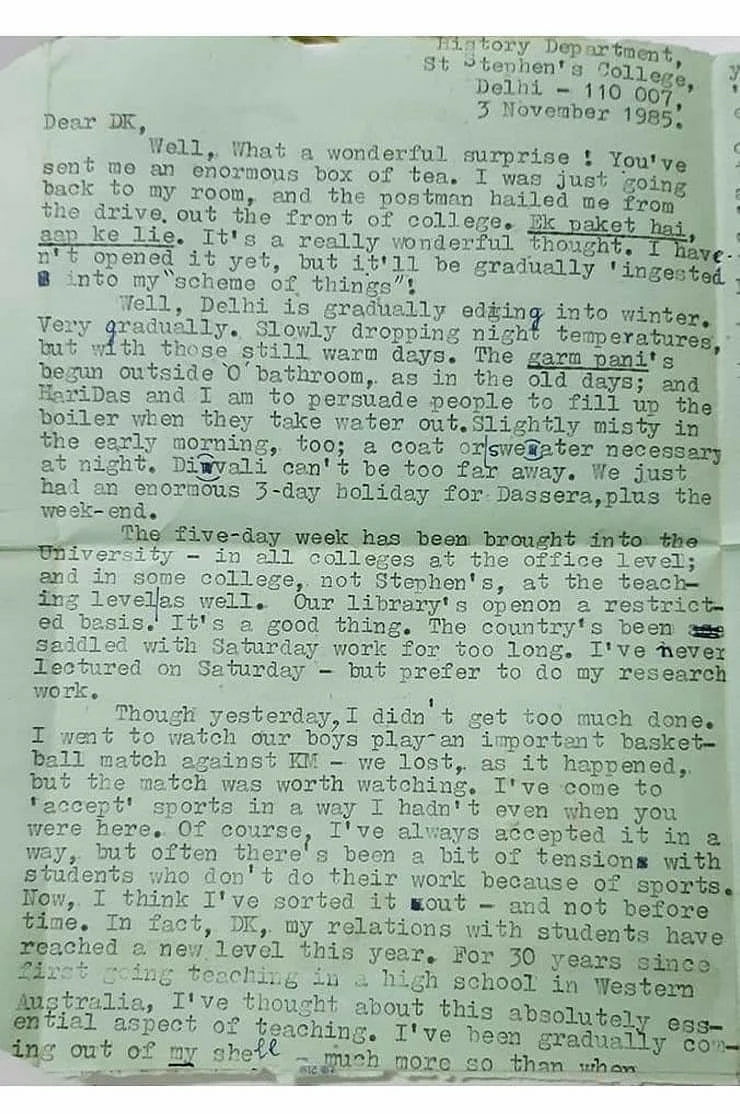 History Department,
St Stephen's College,
Delhi - 110 007,
3 November 1985.
Dear DK,
Well, What a wonderful surprise ! You've
sent me an enormous box of tea. I was just going
back to my room, and the postman hailed me from
the drive out the front of college. Ek paket hai,
aap ke lie. It's a really wonderful thought. I have-
n't opened it yet, but it'll be gradually 'ingested
into my "scheme of things"!
Well, Delhi is gradually edging into winter.
Very gradually. Slowly dropping night temperatures,
but with those still warm days. The garm pani's
begun outside 'O' bathroom, as in the old days; and
HariDas and I am to persuade people to fill up the
boiler when they take water out. Slightly misty in
the early morning, too; a coat or sweater necessary
at night. Diwali can't be too far away. We just
had an enormous 3-day holiday for Dassera, plus the
week-end.
The five-day week has been brought into the
University - in all colleges at the office level;
and in some college, not Stephen's, at the teach-
ing level as well. Our library's openon a restrict-
ed basis. It's a good thing. The country's been
saddled with Saturday work for too long. I've never
lectured on Saturday - but prefer to do my research
work.
Though yesterday, I didn't get too much done.
I went to watch our boys play an important basket-
ball match against KM - we lost, as it happened,
but the match was worth watching. I've come to
'accept' sports in a way I hadn't even when you
were here. Of course, I've always accepted it in a
way, but often there's been a bit of tension with
students who don't do their work because of sports.
Now, I think I've sorted it out - and not before
time. In fact, DK, my relations with students have
reached a new level this year. For 30 years since
first going teaching in a high school in Western
Australia, I've thought about this absolutely ess-
ential aspect of teaching. I've been gradually com-
ing out of my shell - much more so than when